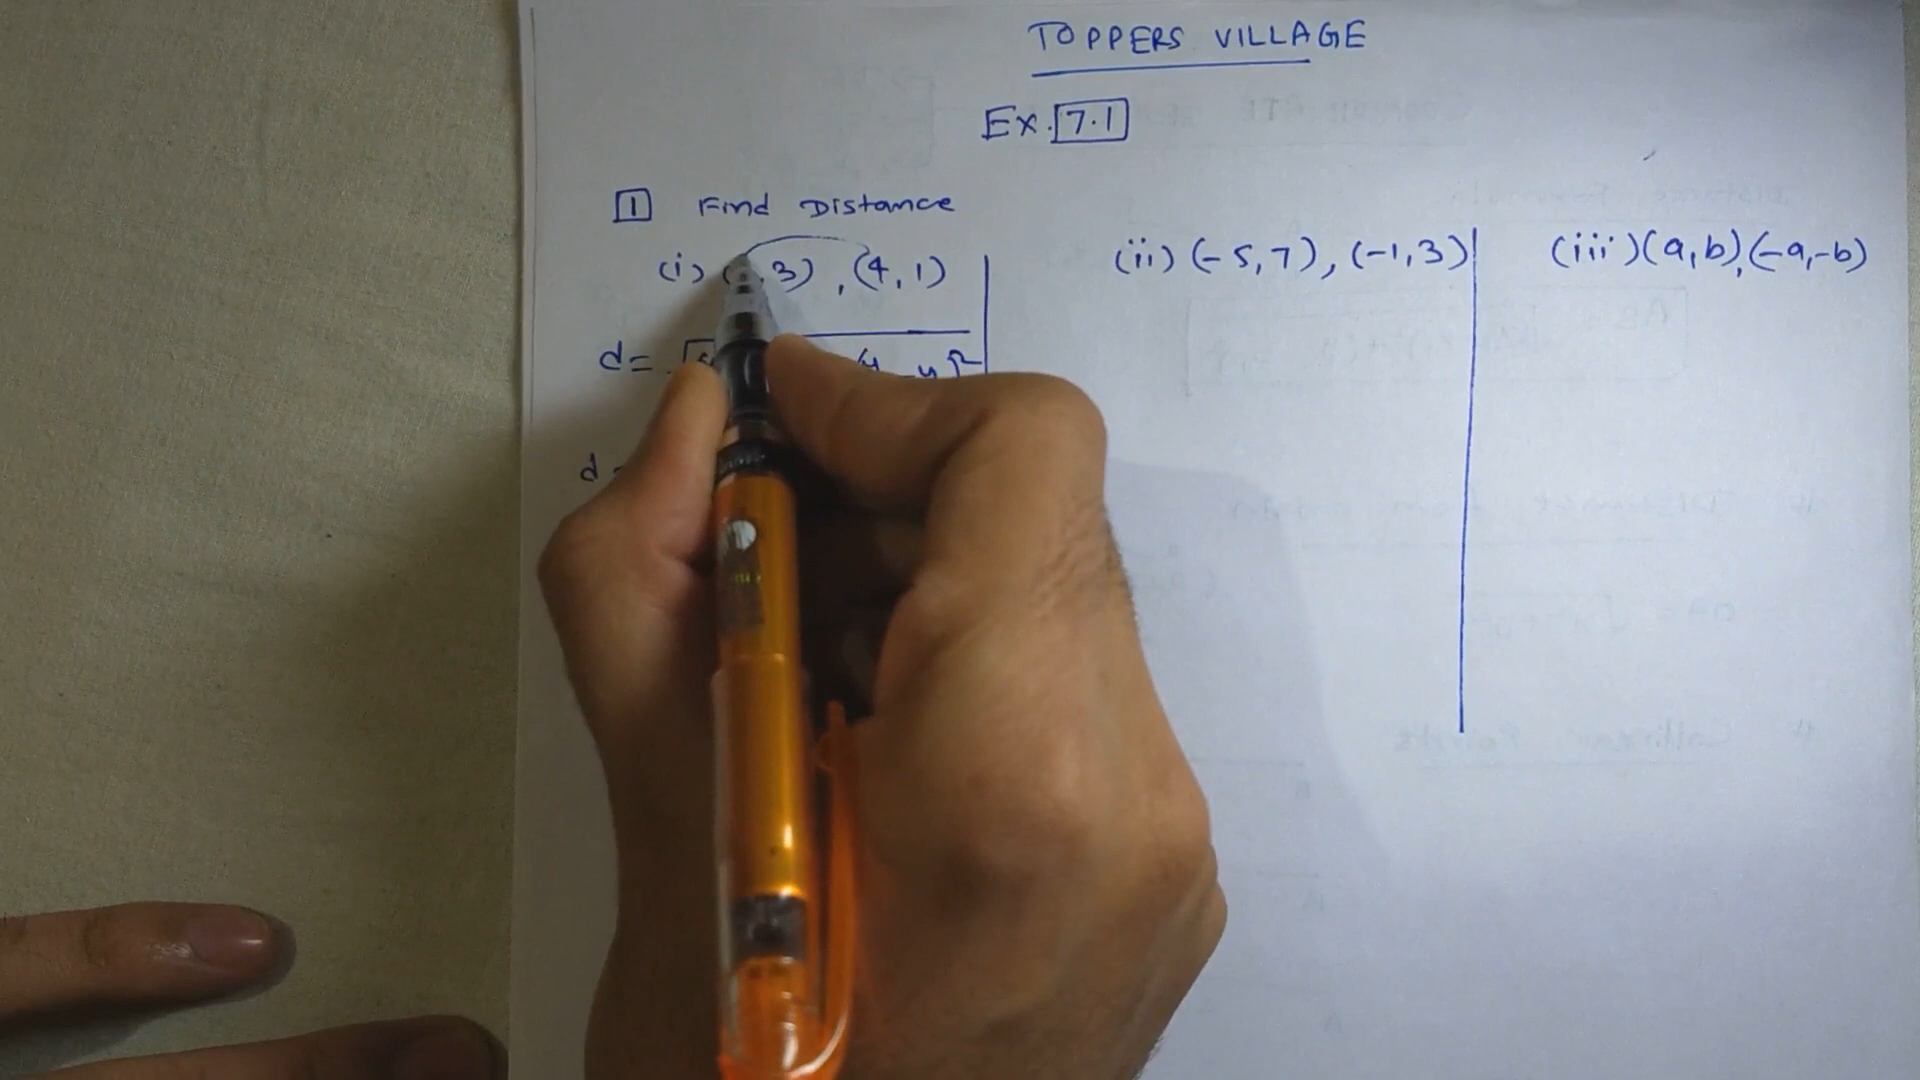 TOPPERS VILLAGE
Ex. 7.1
1 Find Distance
(i) ( ,3) , (4,1)
(ii) (-5,7), (-1,3)
(iii) (a,b), (-a,-b)
d= √
d